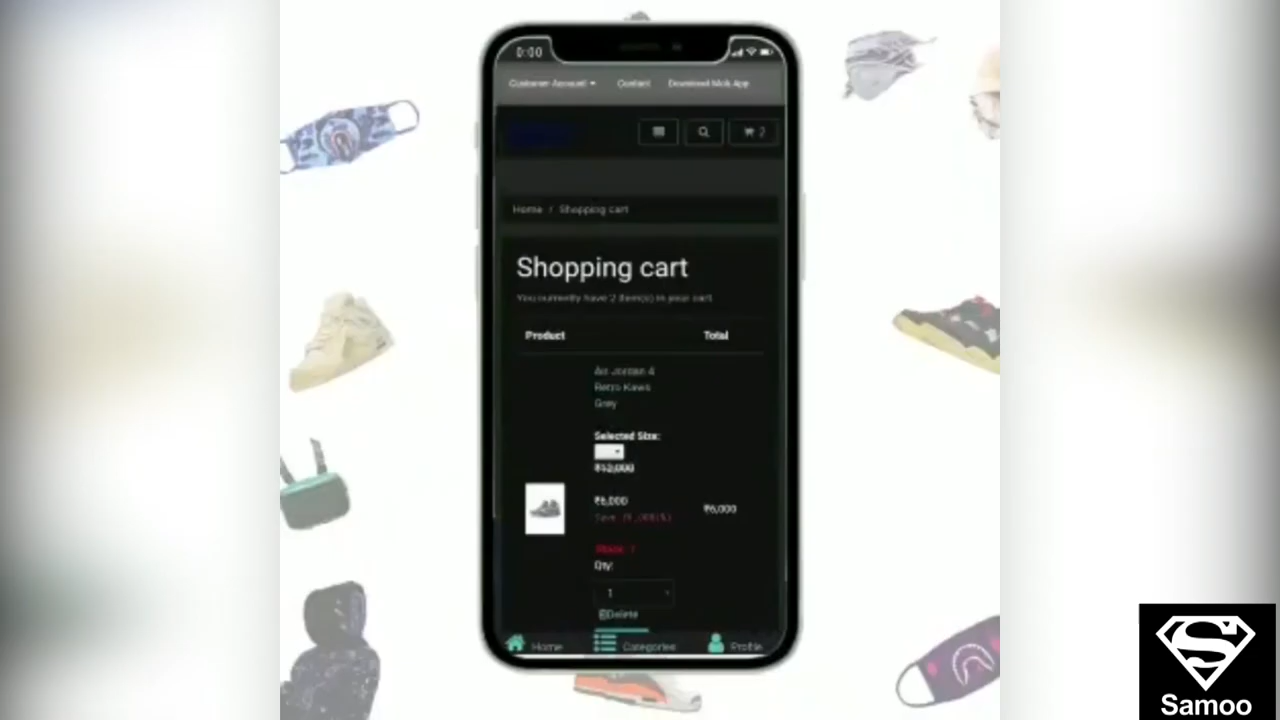 0:00
Customer Account
Contact
Download Mob App
2
Home / Shopping cart
Shopping cart
You currently have 2 item(s) in your cart
Product
Total
Air Jordan 4
Retro Kaws
Grey
Selected Size:
₹12,000
₹6,000
₹6,000
Save
Qty:
1
Delete
Home
Categories
Profile
Samoo